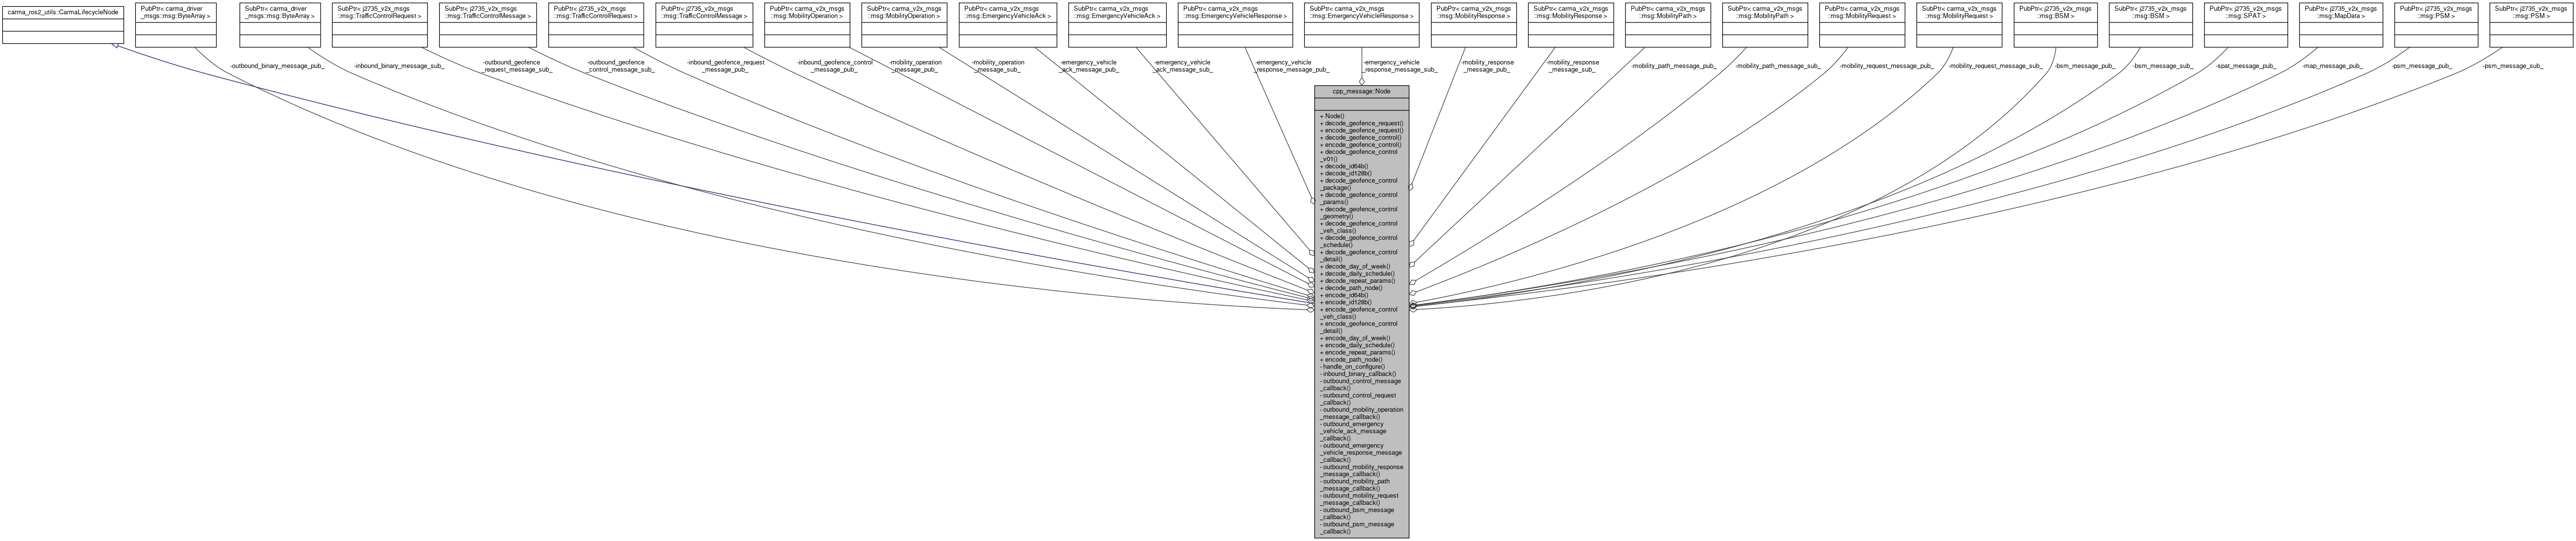 carma_ros2_utils::CarmaLifecycleNode
PubPtr< carma_driver
_msgs::msg::ByteArray >
SubPtr< carma_driver
_msgs::msg::ByteArray >
SubPtr< j2735_v2x_msgs
::msg::TrafficControlRequest >
SubPtr< j2735_v2x_msgs
::msg::TrafficControlMessage >
PubPtr< j2735_v2x_msgs
::msg::TrafficControlRequest >
PubPtr< j2735_v2x_msgs
::msg::TrafficControlMessage >
PubPtr< carma_v2x_msgs
::msg::MobilityOperation >
SubPtr< carma_v2x_msgs
::msg::MobilityOperation >
PubPtr< carma_v2x_msgs
::msg::EmergencyVehicleAck >
SubPtr< carma_v2x_msgs
::msg::EmergencyVehicleAck >
PubPtr< carma_v2x_msgs
::msg::EmergencyVehicleResponse >
SubPtr< carma_v2x_msgs
::msg::EmergencyVehicleResponse >
PubPtr< carma_v2x_msgs
::msg::MobilityResponse >
SubPtr< carma_v2x_msgs
::msg::MobilityResponse >
PubPtr< carma_v2x_msgs
::msg::MobilityPath >
SubPtr< carma_v2x_msgs
::msg::MobilityPath >
PubPtr< carma_v2x_msgs
::msg::MobilityRequest >
SubPtr< carma_v2x_msgs
::msg::MobilityRequest >
PubPtr< j2735_v2x_msgs
::msg::BSM >
SubPtr< j2735_v2x_msgs
::msg::BSM >
PubPtr< j2735_v2x_msgs
::msg::SPAT >
PubPtr< j2735_v2x_msgs
::msg::MapData >
PubPtr< j2735_v2x_msgs
::msg::PSM >
SubPtr< j2735_v2x_msgs
::msg::PSM >
-outbound_binary_message_pub_
-inbound_binary_message_sub_
-outbound_geofence
_request_message_sub_
-outbound_geofence
_control_message_sub_
-inbound_geofence_request
_message_pub_
-inbound_geofence_control
_message_pub_
-mobility_operation
_message_pub_
-mobility_operation
_message_sub_
-emergency_vehicle
_ack_message_pub_
-emergency_vehicle
_ack_message_sub_
-emergency_vehicle
_response_message_pub_
-emergency_vehicle
_response_message_sub_
-mobility_response
_message_pub_
-mobility_response
_message_sub_
-mobility_path_message_pub_
-mobility_path_message_sub_
-mobility_request_message_pub_
-mobility_request_message_sub_
-bsm_message_pub_
-bsm_message_sub_
-spat_message_pub_
-map_message_pub_
-psm_message_pub_
-psm_message_sub_
cpp_message::Node
+ Node()
+ decode_geofence_request()
+ encode_geofence_request()
+ decode_geofence_control()
+ encode_geofence_control()
+ decode_geofence_control
_v01()
+ decode_id64b()
+ decode_id128b()
+ decode_geofence_control
_package()
+ decode_geofence_control
_params()
+ decode_geofence_control
_geometry()
+ decode_geofence_control
_veh_class()
+ decode_geofence_control
_schedule()
+ decode_geofence_control
_detail()
+ decode_day_of_week()
+ decode_daily_schedule()
+ decode_repeat_params()
+ decode_path_node()
+ encode_id64b()
+ encode_id128b()
+ encode_geofence_control
_veh_class()
+ encode_geofence_control
_detail()
+ encode_day_of_week()
+ encode_daily_schedule()
+ encode_repeat_params()
+ encode_path_node()
- handle_on_configure()
- inbound_binary_callback()
- outbound_control_message
_callback()
- outbound_control_request
_callback()
- outbound_mobility_operation
_message_callback()
- outbound_emergency
_vehicle_ack_message
_callback()
- outbound_emergency
_vehicle_response_message
_callback()
- outbound_mobility_response
_message_callback()
- outbound_mobility_path
_message_callback()
- outbound_mobility_request
_message_callback()
- outbound_bsm_message
_callback()
- outbound_psm_message
_callback()